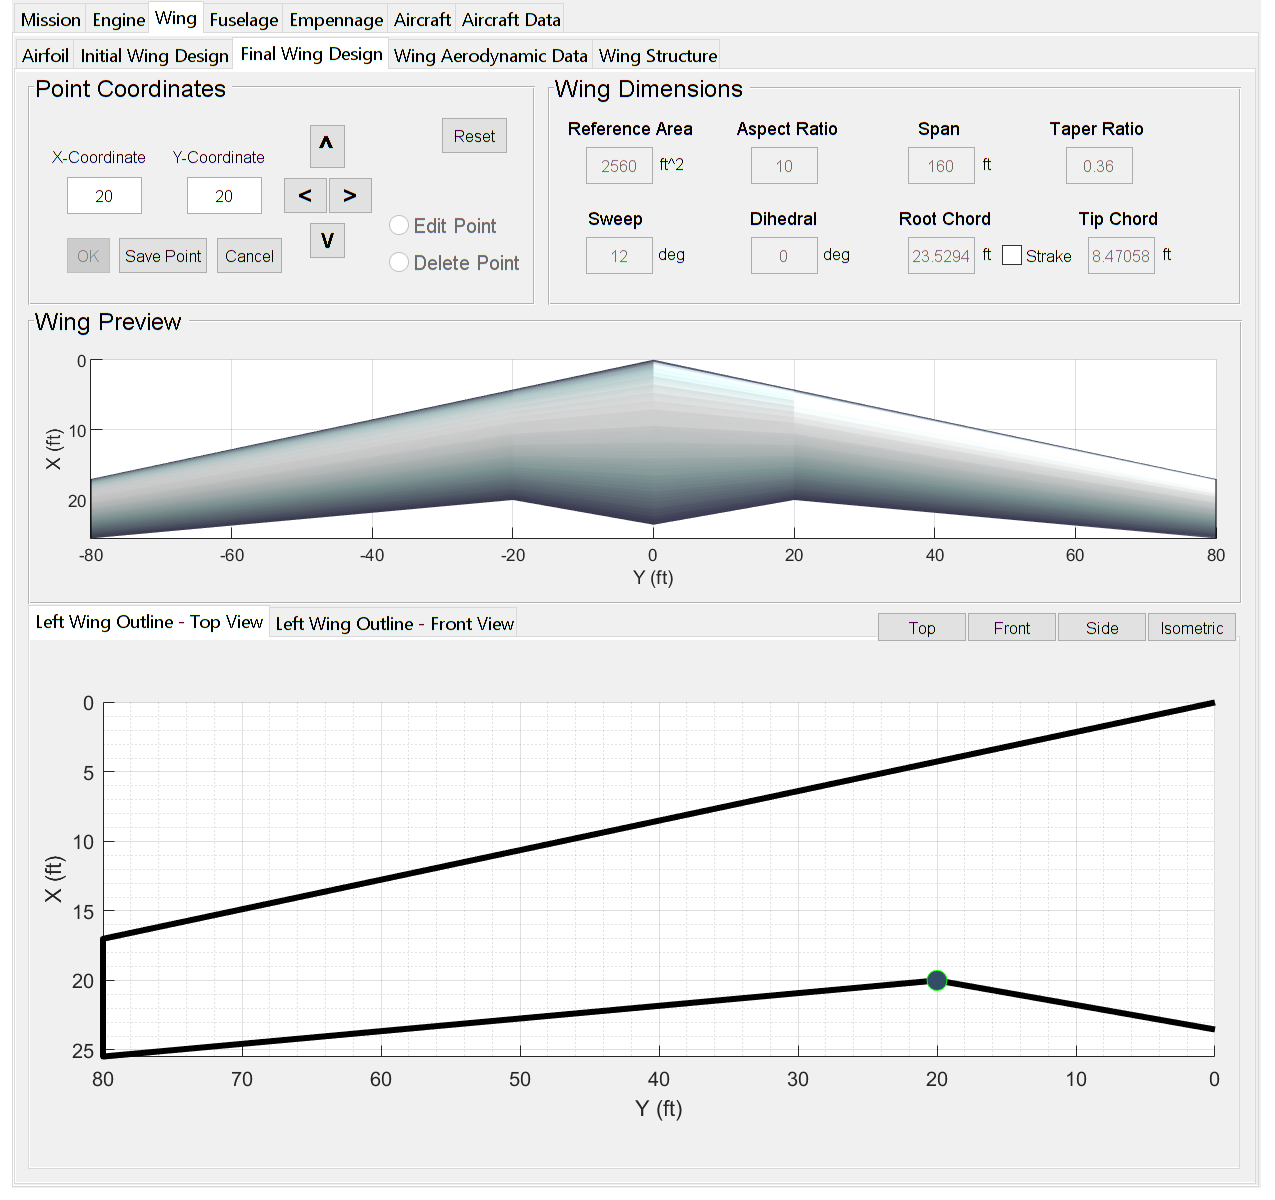 Mission Engine Wing Fuselage Empennage Aircraft Aircraft Data
Airfoil Initial Wing Design Final Wing Design Wing Aerodynamic Data Wing Structure
Point Coordinates
X-Coordinate Y-Coordinate
20 20
^
< >
v
Reset
OK Save Point Cancel
Edit Point
Delete Point
Wing Dimensions
Reference Area Aspect Ratio Span Taper Ratio
2560 ft^2 10 160 ft 0.36
Sweep Dihedral Root Chord Tip Chord
12 deg 0 deg 23.5294 ft Strake 8.47058 ft
Wing Preview
0
10
20
X (ft)
-80 -60 -40 -20 0 20 40 60 80
Y (ft)
Left Wing Outline - Top View Left Wing Outline - Front View
Top Front Side Isometric
0
5
10
15
20
25
X (ft)
80 70 60 50 40 30 20 10 0
Y (ft)